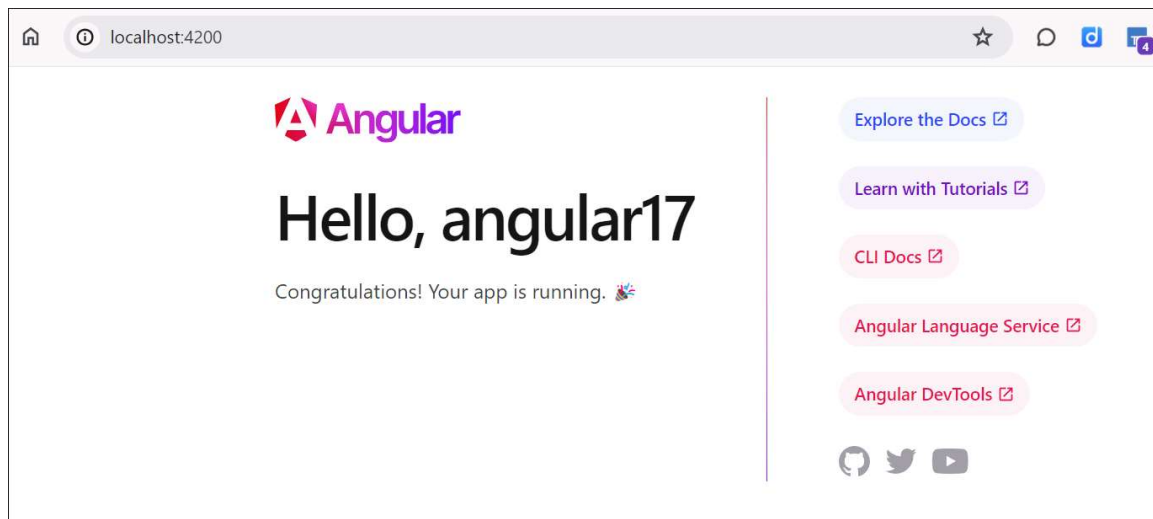 localhost:4200
4
Angular
Hello, angular17
Congratulations! Your app is running. 🎉
Explore the Docs
Learn with Tutorials
CLI Docs
Angular Language Service
Angular DevTools